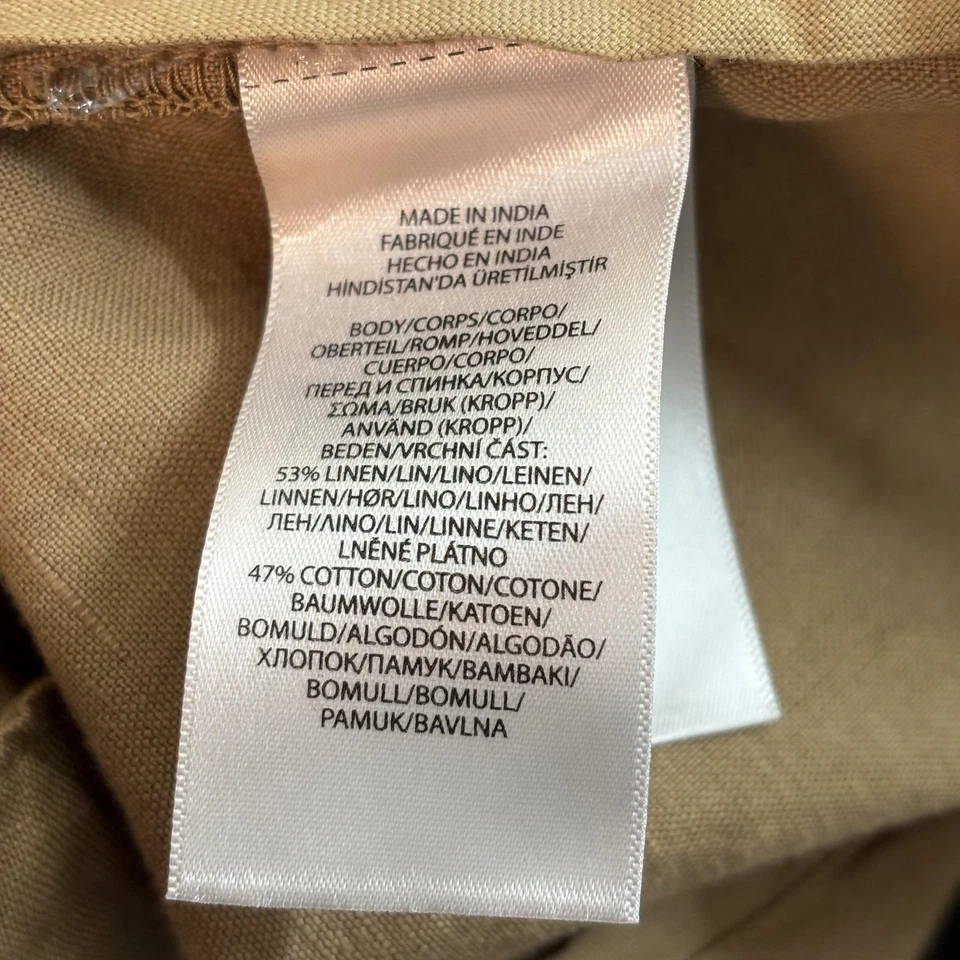 MADE IN INDIA
FABRIQUÉ EN INDE
HECHO EN INDIA
HİNDİSTAN'DA ÜRETİLMİŞTİR
BODY/CORPS/CORPO/
OBERTEIL/ROMP/HOVEDDEL/
CUERPO/CORPO/
ПЕРЕД И СПИНКА/КОРПУС/
ΣΩΜΑ/BRUK (KROPP)/
ANVÄND (KROPP)/
BEDEN/VRCHNÍ ČÁST:
53% LINEN/LIN/LINO/LEINEN/
LINNEN/HØR/LINO/LINHO/ЛЕН/
ЛЕН/ΛΙΝΟ/LIN/LINNE/KETEN/
LNĚNÉ PLÁTNO
47% COTTON/COTON/COTONE/
BAUMWOLLE/KATOEN/
BOMULD/ALGODÓN/ALGODÃO/
ХЛОПОК/ПАМУК/ΒΑΜΒΑΚΙ/
BOMULL/BOMULL/
PAMUK/BAVLNA